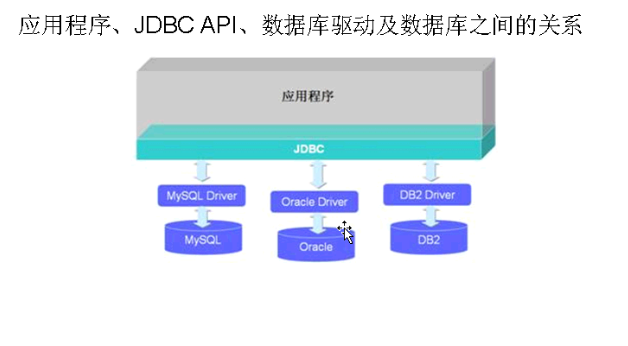 应用程序、JDBC API、数据库驱动及数据库之间的关系
应用程序
JDBC
MySQL Driver
Oracle Driver
DB2 Driver
MySQL
Oracle
DB2